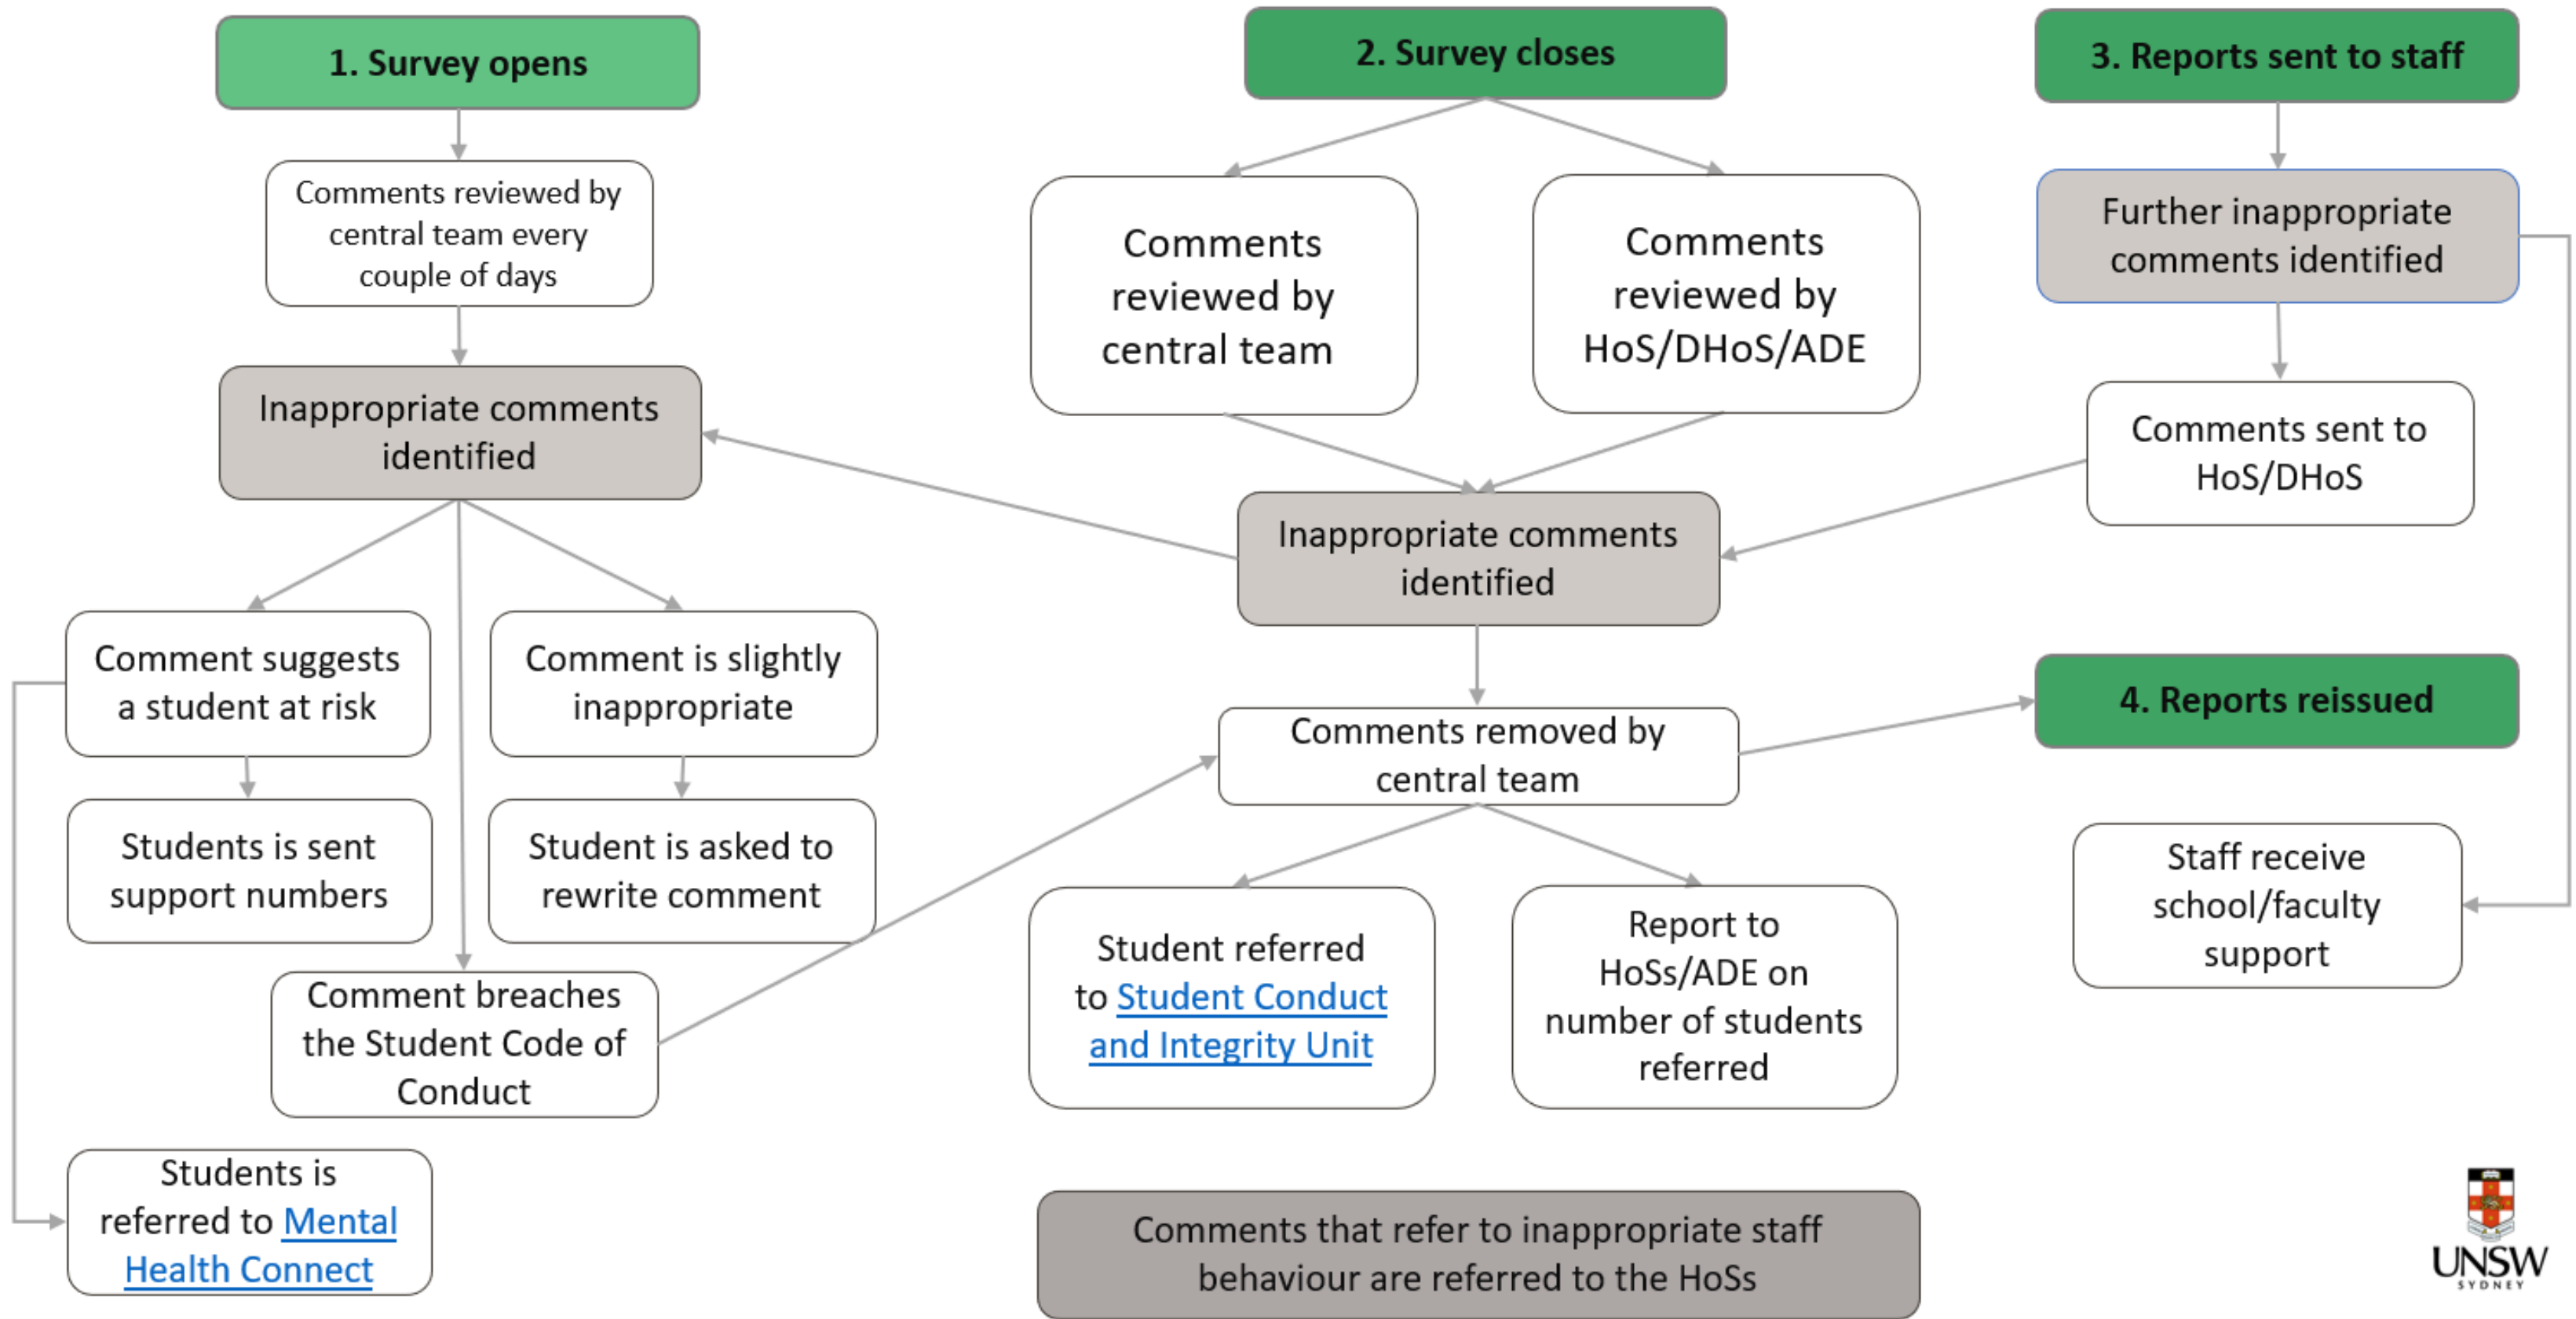 1. Survey opens
Comments reviewed by
central team every
couple of days
Inappropriate comments
identified
Comment suggests
a student at risk
Comment is slightly
inappropriate
Students is sent
support numbers
Student is asked to
rewrite comment
Comment breaches
the Student Code of
Conduct
Students is
referred to Mental
Health Connect
2. Survey closes
Comments
reviewed by
central team
Comments
reviewed by
HoS/DHoS/ADE
Inappropriate comments
identified
Comments removed by
central team
Student referred
to Student Conduct
and Integrity Unit
Report to
HoSs/ADE on
number of students
referred
Comments that refer to inappropriate staff
behaviour are referred to the HoSs
3. Reports sent to staff
Further inappropriate
comments identified
Comments sent to
HoS/DHoS
4. Reports reissued
Staff receive
school/faculty
support
UNSW
SYDNEY